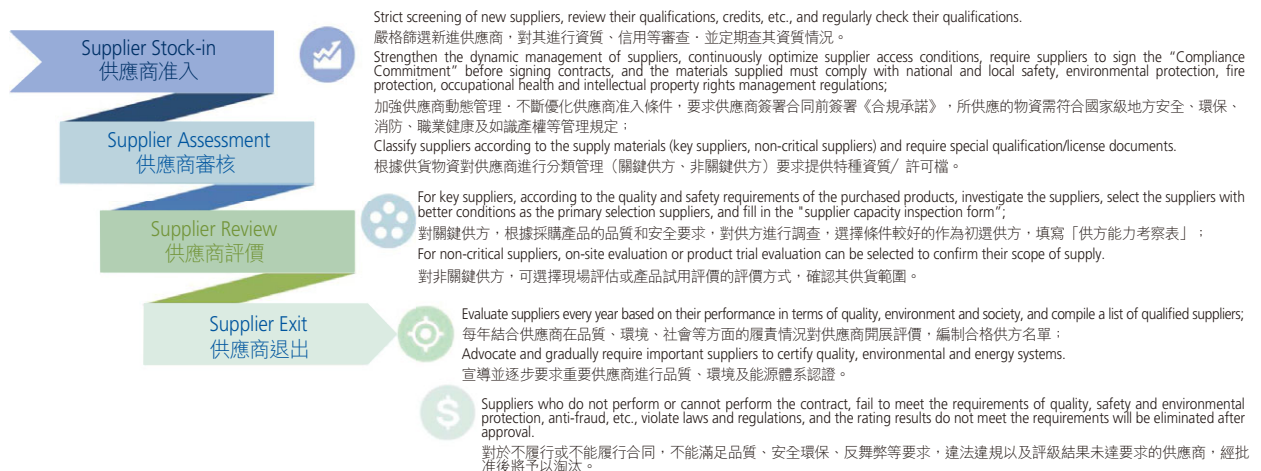 Supplier Stock-in
供應商准入
Strict screening of new suppliers, review their qualifications, credits, etc., and regularly check their qualifications.
嚴格篩選新進供應商，對其進行資質、信用等審查，並定期查其資質情況。
Strengthen the dynamic management of suppliers, continuously optimize supplier access conditions, require suppliers to sign the “Compliance
Commitment” before signing contracts, and the materials supplied must comply with national and local safety, environmental protection, fire
protection, occupational health and intellectual property rights management regulations;
加強供應商動態管理，不斷優化供應商准入條件，要求供應商簽署合同前簽署《合規承諾》，所供應的物資需符合國家級地方安全、環保、
消防、職業健康及如識產權等管理規定；
Classify suppliers according to the supply materials (key suppliers, non-critical suppliers) and require special qualification/license documents.
根據供貨物資對供應商進行分類管理（關鍵供方、非關鍵供方）要求提供特種資質/ 許可檔。
Supplier Assessment
供應商審核
For key suppliers, according to the quality and safety requirements of the purchased products, investigate the suppliers, select the suppliers with
better conditions as the primary selection suppliers, and fill in the "supplier capacity inspection form”;
對關鍵供方，根據採購產品的品質和安全要求，對供方進行調查，選擇條件較好的作為初選供方，填寫「供方能力考察表」；
For non-critical suppliers, on-site evaluation or product trial evaluation can be selected to confirm their scope of supply.
對非關鍵供方，可選擇現場評估或產品試用評價的評價方式，確認其供貨範圍。
Supplier Review
供應商評價
Evaluate suppliers every year based on their performance in terms of quality, environment and society, and compile a list of qualified suppliers;
每年結合供應商在品質、環境、社會等方面的履責情況對供應商開展評價，編制合格供方名單；
Advocate and gradually require important suppliers to certify quality, environmental and energy systems.
宣導並逐步要求重要供應商進行品質、環境及能源體系認證。
Supplier Exit
供應商退出
$
Suppliers who do not perform or cannot perform the contract, fail to meet the requirements of quality, safety and environmental
protection, anti-fraud, etc., violate laws and regulations, and the rating results do not meet the requirements will be eliminated after
approval.
對於不履行或不能履行合同，不能滿足品質、安全環保、反舞弊等要求，違法違規以及評級結果未達要求的供應商，經批
准後將予以淘汰。